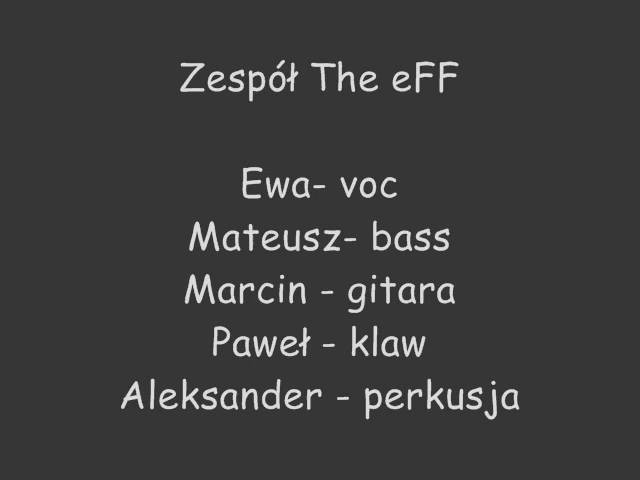 Zespół The eFF
Ewa- voc
Mateusz- bass
Marcin - gitara
Paweł - klaw
Aleksander - perkusja